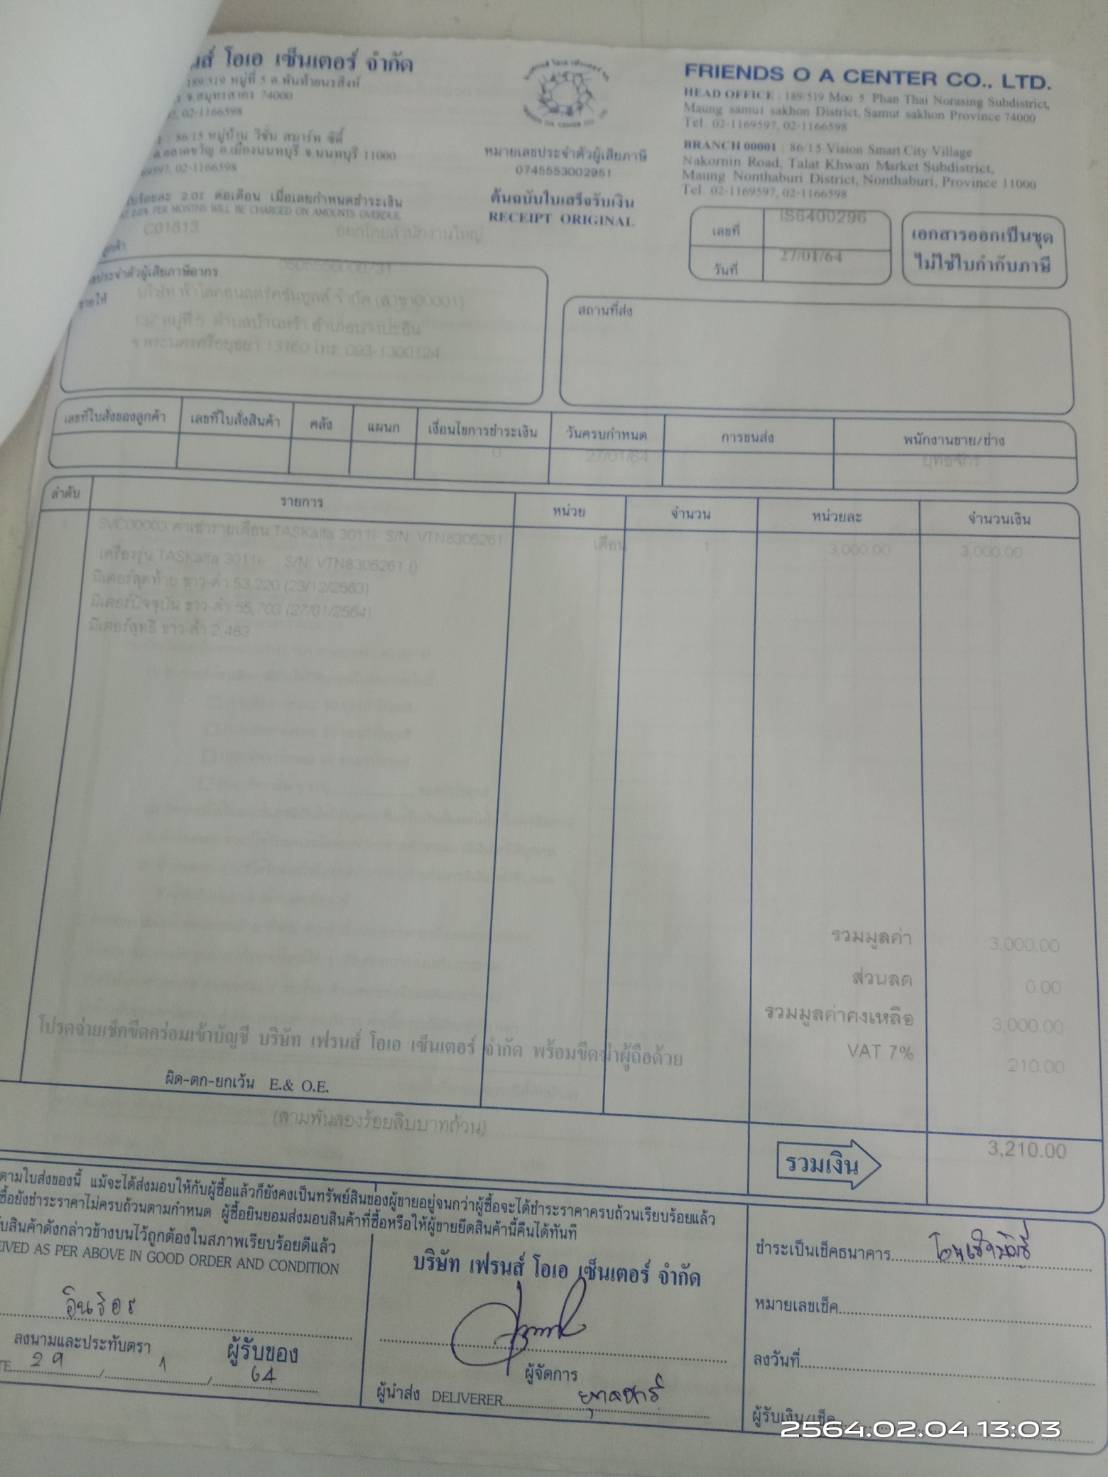 นส์ โอเอ เซ็นเตอร์ จำกัด
189/519 หมู่ที่ 5 ต.พันท้ายนรสิงห์
จ.สมุทรสาคร 74000
02-1166598
: 86/15 หมู่บ้าน วิชั่น สมาร์ท ซิตี้
อ.เมืองนนทบุรี จ.นนทบุรี 11000
02-1166598
ต่อเดือน เมื่อเลยกำหนดชำระเงิน
PER MONTHS WILL BE CHARGED ON AMOUNTS OVERDUE.
หมายเลขประจำตัวผู้เสียภาษี
0745553002951
ต้นฉบับใบเสร็จรับเงิน
RECEIPT ORIGINAL
FRIENDS O A CENTER CO., LTD.
HEAD OFFICE : 189/519 Moo 5 Phan Thai Norasing Subdistrict,
Maung samut sakhon District, Samut sakhon Province 74000
Tel. 02-1169597, 02-1166598
BRANCH 00001 : 86/15 Vision Smart City Village
Nakornin Road, Talat Khwan Market Subdistrict,
Maung Nonthaburi District, Nonthaburi, Province 11000
Tel. 02-1169597, 02-1166598
เลขที่ IS6400296
วันที่ 27/01/64
เอกสารออกเป็นชุด
ไม่ใช่ใบกำกับภาษี
C01613 ออกโดยสำนักงานใหญ่
ประจำตัวผู้เสียภาษีอากร
(สาขา00001)
จ.พระนครศรีอยุธยา 13160 โทร. 093-1300124
สถานที่ส่ง
เลขที่ใบสั่งของลูกค้า เลขที่ใบสั่งสินค้า คลัง แผนก เงื่อนไขการชำระเงิน วันครบกำหนด การขนส่ง พนักงานขาย/ช่าง
0 27/01/64
ลำดับ รายการ หน่วย จำนวน หน่วยละ จำนวนเงิน
1 SVC00003 ค่าเช่ารายเดือน TASKalfa 3011i S/N: VTN8305261 เดือน 1 3,000.00 3,000.00
เครื่องรุ่น TASKalfa 3011i S/N: VTN8305261 ()
มิเตอร์สุดท้าย ขาว-ดำ 53,220 (23/12/2563)
มิเตอร์ปัจจุบัน ขาว-ดำ 55,703 (27/01/2564)
มิเตอร์สุทธิ ขาว-ดำ 2,483
รวมมูลค่า 3,000.00
ส่วนลด 0.00
รวมมูลค่าคงเหลือ 3,000.00
VAT 7% 210.00
โปรดจ่ายเช็คขีดคร่อมเข้าบัญชี บริษัท เฟรนส์ โอเอ เซ็นเตอร์ จำกัด พร้อมขีดฆ่าผู้ถือด้วย
ผิด-ตก-ยกเว้น E.& O.E.
(สามพันสองร้อยสิบบาทถ้วน)
รวมเงิน 3,210.00
ตามใบส่งของนี้ แม้จะได้ส่งมอบให้กับผู้ซื้อแล้วก็ยังคงเป็นทรัพย์สินของผู้ขายอยู่จนกว่าผู้ซื้อจะได้ชำระราคาครบถ้วนเรียบร้อยแล้ว
ซื้อยังชำระราคาไม่ครบถ้วนตามกำหนด ผู้ซื้อยินยอมส่งมอบสินค้าที่ซื้อหรือให้ผู้ขายยึดสินค้านี้คืนได้ทันที
บสินค้าดังกล่าวข้างบนไว้ถูกต้องในสภาพเรียบร้อยดีแล้ว
IVED AS PER ABOVE IN GOOD ORDER AND CONDITION
ลงนามและประทับตรา ผู้รับของ
29 / 1 / 64
บริษัท เฟรนส์ โอเอ เซ็นเตอร์ จำกัด
ผู้จัดการ
ผู้นำส่ง DELIVERER
ชำระเป็นเช็คธนาคาร โอนเข้าบัญชี
หมายเลขเช็ค
ลงวันที่
ผู้รับเงิน/เช็ค
2564.02.04 13:03